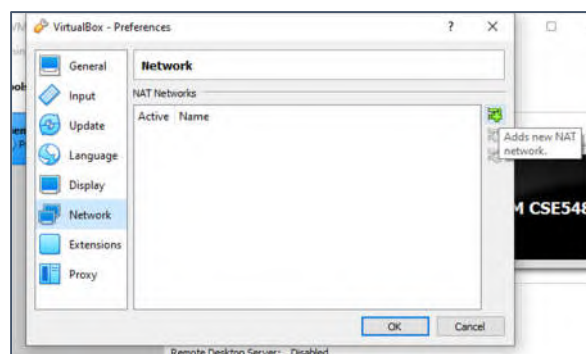 VirtualBox - Preferences
?
General
Network
Input
NAT Networks
Active Name
Update
Adds new NAT
network.
Language
Display
M CSE548
Network
Extensions
Proxy
OK Cancel
Remote Desktop Server: Disabled